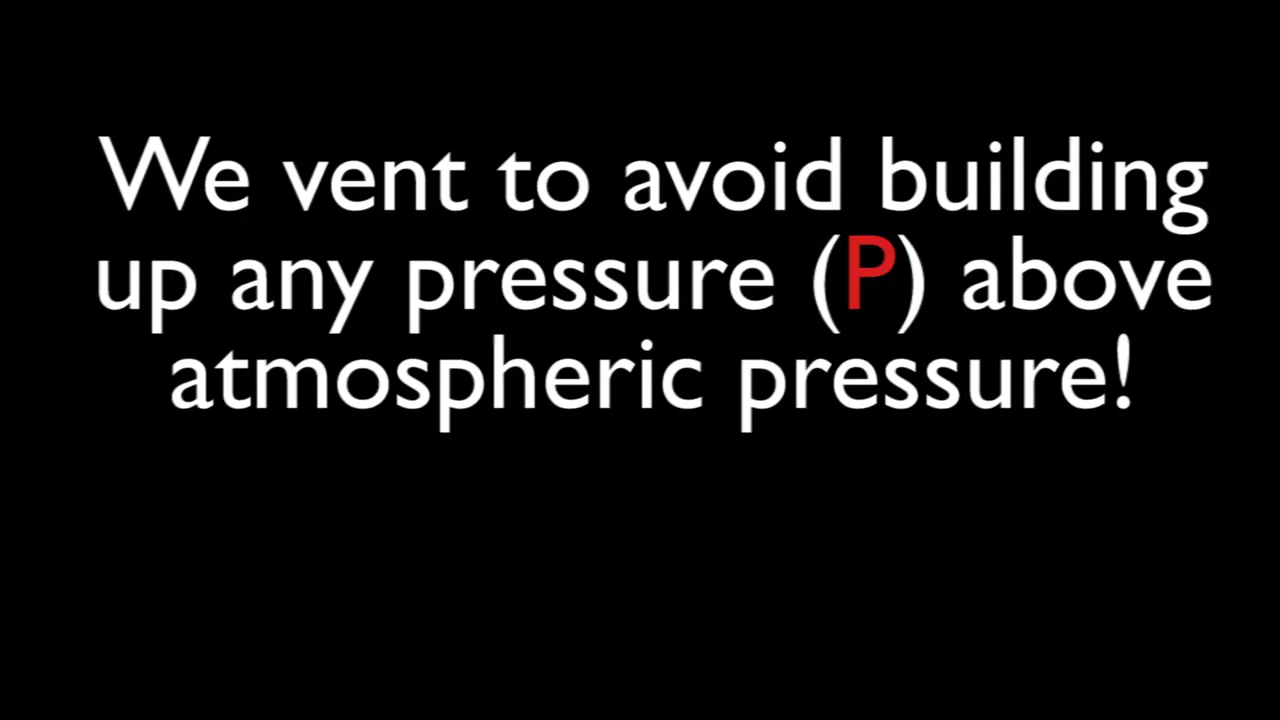 We vent to avoid building
up any pressure (P) above
atmospheric pressure!